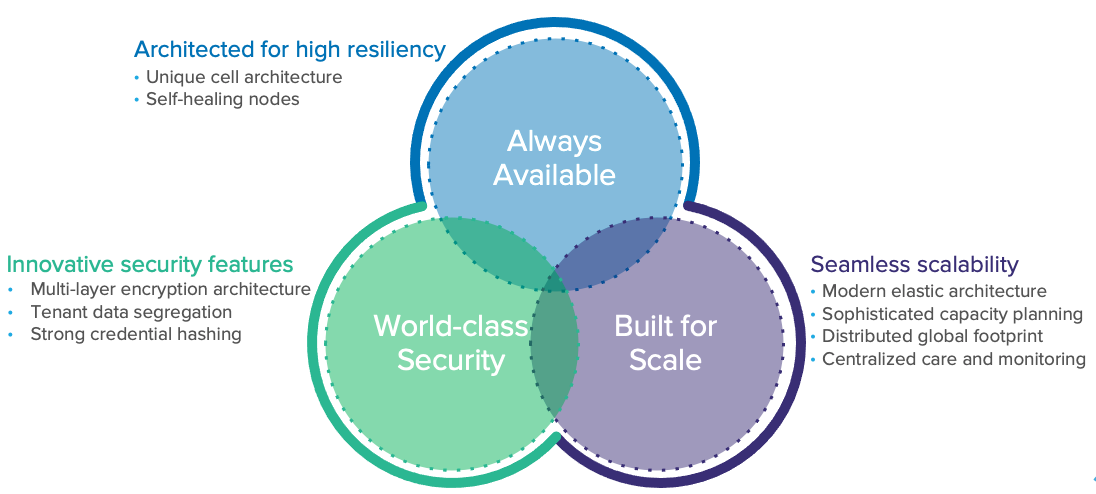 Architected for high resiliency
• Unique cell architecture
• Self-healing nodes
Always
Available
Innovative security features
• Multi-layer encryption architecture
• Tenant data segregation
• Strong credential hashing
World-class
Security
Built for
Scale
Seamless scalability
• Modern elastic architecture
• Sophisticated capacity planning
• Distributed global footprint
• Centralized care and monitoring